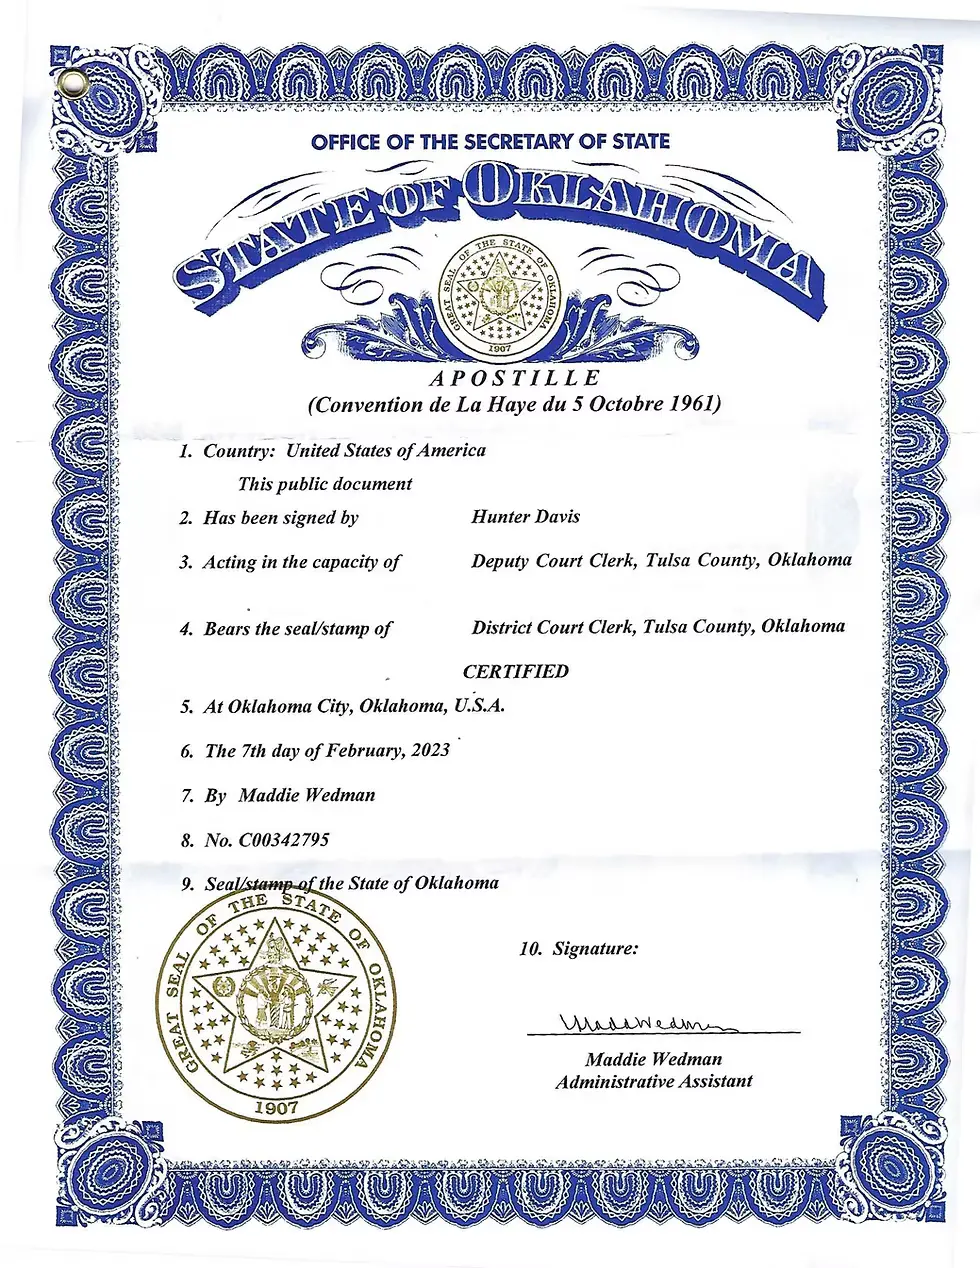 OFFICE OF THE SECRETARY OF STATE
STATE OF OKLAHOMA
GREAT SEAL OF THE STATE OF OKLAHOMA
1907
APOSTILLE
(Convention de La Haye du 5 Octobre 1961)
1. Country: United States of America
This public document
2. Has been signed by Hunter Davis
3. Acting in the capacity of Deputy Court Clerk, Tulsa County, Oklahoma
4. Bears the seal/stamp of District Court Clerk, Tulsa County, Oklahoma
CERTIFIED
5. At Oklahoma City, Oklahoma, U.S.A.
6. The 7th day of February, 2023
7. By Maddie Wedman
8. No. C00342795
9. Seal/stamp of the State of Oklahoma
GREAT SEAL OF THE STATE OF OKLAHOMA
1907
10. Signature:
Maddie Wedman
Administrative Assistant